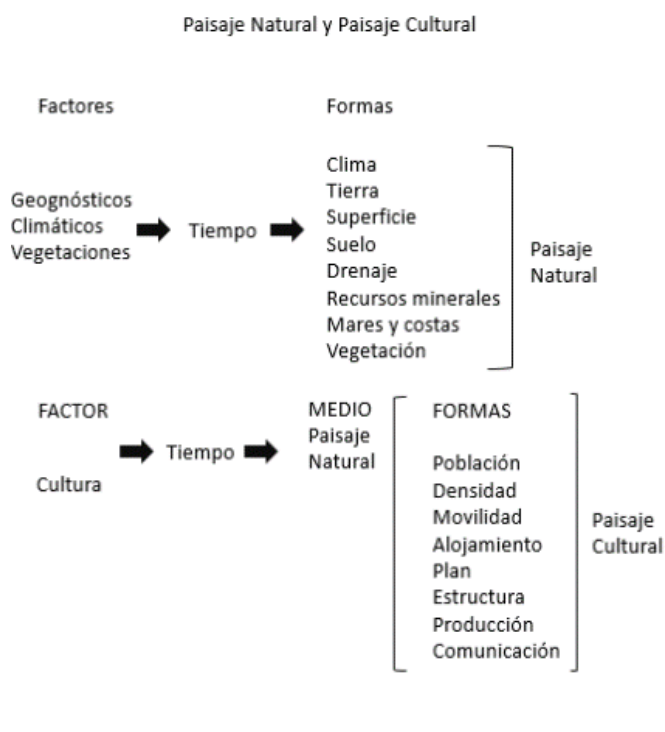 Paisaje Natural y Paisaje Cultural
Factores
Formas
Geognósticos
Climáticos
Vegetaciones
Tiempo
Clima
Tierra
Superficie
Suelo
Drenaje
Recursos minerales
Mares y costas
Vegetación
Paisaje
Natural
FACTOR
Cultura
Tiempo
MEDIO
Paisaje
Natural
FORMAS
Población
Densidad
Movilidad
Alojamiento
Plan
Estructura
Producción
Comunicación
Paisaje
Cultural